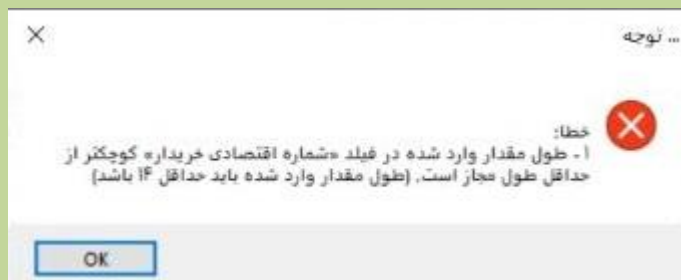 ... توجه
خطا:
۱- طول مقدار وارد شده در فیلد «شماره اقتصادی خریدار» کوچکتر از
حداقل طول مجاز است. (طول مقدار وارد شده باید حداقل ۱۴ باشد)
OK